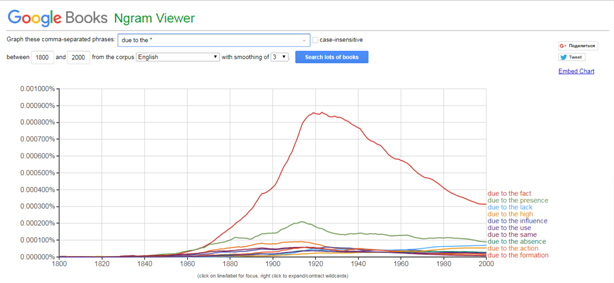 Google Books Ngram Viewer
Graph these comma-separated phrases: due to the * case-insensitive
between 1800 and 2000 from the corpus English with smoothing of 3 Search lots of books
Поделиться
Tweet
Embed Chart
0.001000%
0.000900%
0.000800%
0.000700%
0.000600%
0.000500%
0.000400%
0.000300%
0.000200%
0.000100%
0.000000%
1800 1820 1840 1860 1880 1900 1920 1940 1960 1980 2000
due to the fact
due to the presence
due to the lack
due to the high
due to the influence
due to the use
due to the same
due to the absence
due to the action
due to the formation
(click on line/label for focus, right click to expand/contract wildcards)